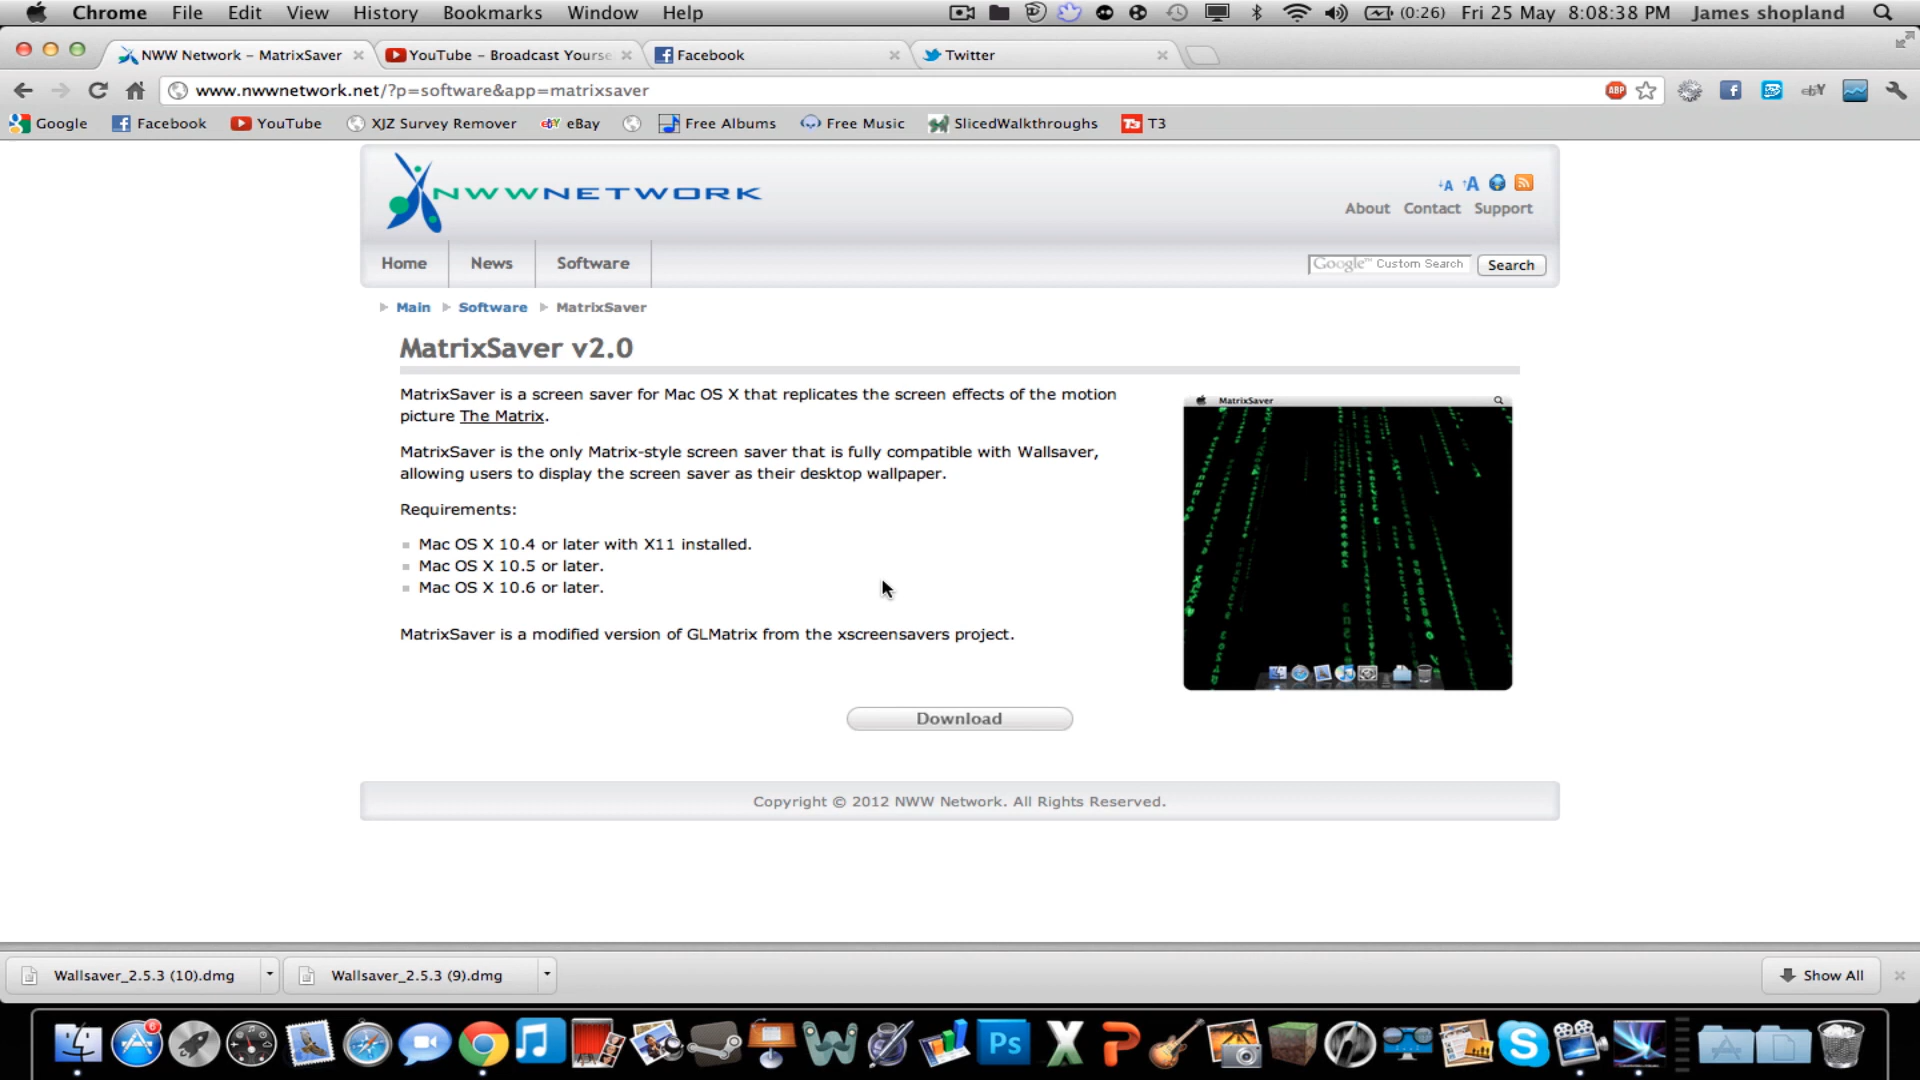 Chrome File Edit View History Bookmarks Window Help (0:26) Fri 25 May 8:08:38 PM James shopland
NWW Network – MatrixSaver YouTube – Broadcast Yourse Facebook Twitter
www.nwwnetwork.net/?p=software&app=matrixsaver ABP
Google Facebook YouTube XJZ Survey Remover eBay Free Albums Free Music SlicedWalkthroughs T3 T3
NWWNETWORK
About Contact Support
Home News Software Google™ Custom Search Search
Main Software MatrixSaver
MatrixSaver v2.0
MatrixSaver is a screen saver for Mac OS X that replicates the screen effects of the motion
picture The Matrix.
MatrixSaver is the only Matrix-style screen saver that is fully compatible with Wallsaver,
allowing users to display the screen saver as their desktop wallpaper.
Requirements:
Mac OS X 10.4 or later with X11 installed.
Mac OS X 10.5 or later.
Mac OS X 10.6 or later.
MatrixSaver is a modified version of GLMatrix from the xscreensavers project.
MatrixSaver
Download
Copyright © 2012 NWW Network. All Rights Reserved.
Wallsaver_2.5.3 (10).dmg Wallsaver_2.5.3 (9).dmg Show All
6 Ps